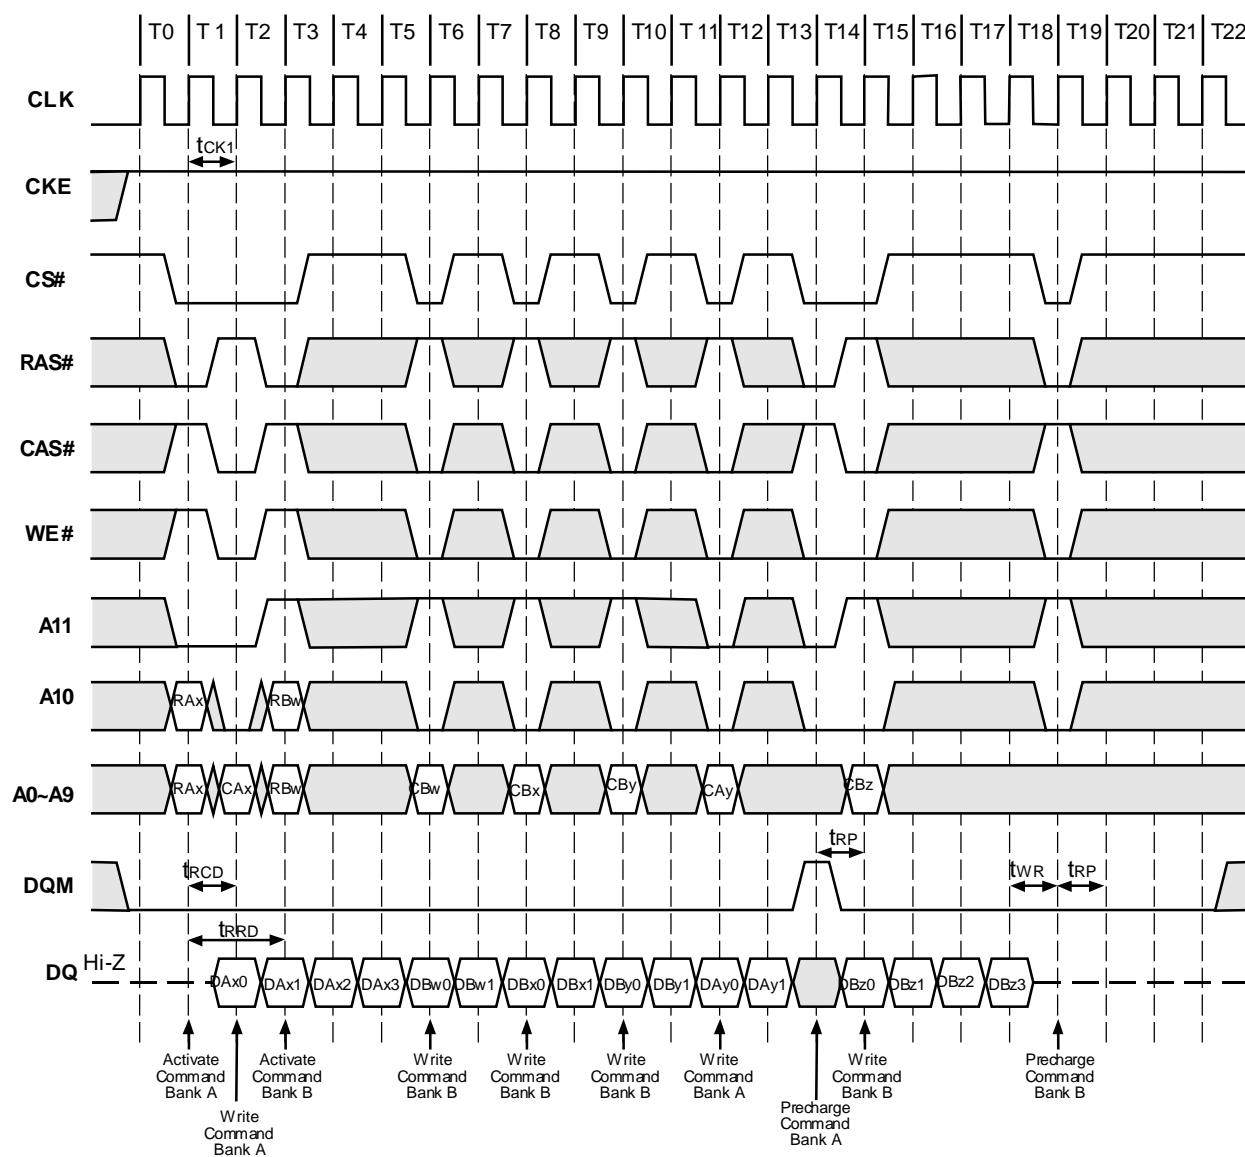 T0 T1 T2 T3 T4 T5 T6 T7 T8 T9 T10 T11 T12 T13 T14 T15 T16 T17 T18 T19 T20 T21 T22
CLK
tCK1
CKE
CS#
RAS#
CAS#
WE#
A11
A10 RAx RBw
A0~A9 RAx CAx RBw CBw CBx CBy CAy CBz
tRP
DQM tRCD tWR tRP
tRRD
DQ Hi-Z DAx0 DAx1 DAx2 DAx3 DBw0 DBw1 DBx0 DBx1 DBy0 DBy1 DAy0 DAy1 DBz0 DBz1 DBz2 DBz3
Activate
Command
Bank A
Write
Command
Bank A
Activate
Command
Bank B
Write
Command
Bank B
Write
Command
Bank B
Write
Command
Bank B
Write
Command
Bank A
Precharge
Command
Bank A
Write
Command
Bank B
Precharge
Command
Bank B